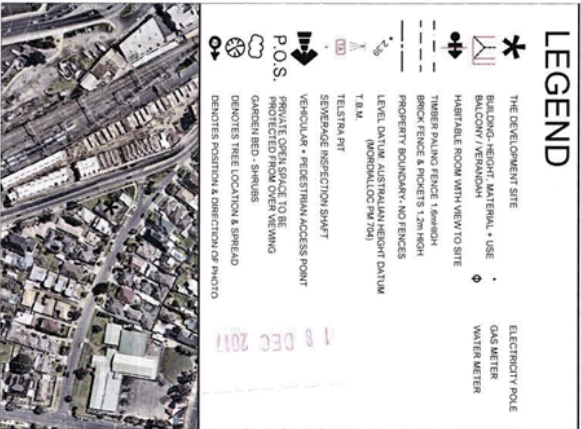 LEGEND
THE DEVELOPMENT SITE
BUILDING- HEIGHT, MATERIAL + USE
BALCONY / VERANDAH
HABITABLE ROOM WITH VIEW TO SITE
TIMBER PALING FENCE 1.6mHIGH
BRICK FENCE & PICKETS 1.2m HIGH
PROPERTY BOUNDARY- NO FENCES
2.39
LEVEL DATUM: AUSTRALIAN HEIGHT DATUM
(MORDIALLOC PM 704)
T.B.M.
TELSTRA PIT
SEWERAGE INSPECTION SHAFT
VEHICULAR + PEDESTRIAN ACCESS POINT
P.O.S.
PRIVATE OPEN SPACE TO BE
PROTECTED FROM OVER VIEWING
GARDEN BED - SHRUBS
DENOTES TREE LOCATION & SPREAD
DENOTES POSITION & DIRECTION OF PHOTO
ELECTRICITY POLE
GAS METER
WATER METER
18 DEC 2017